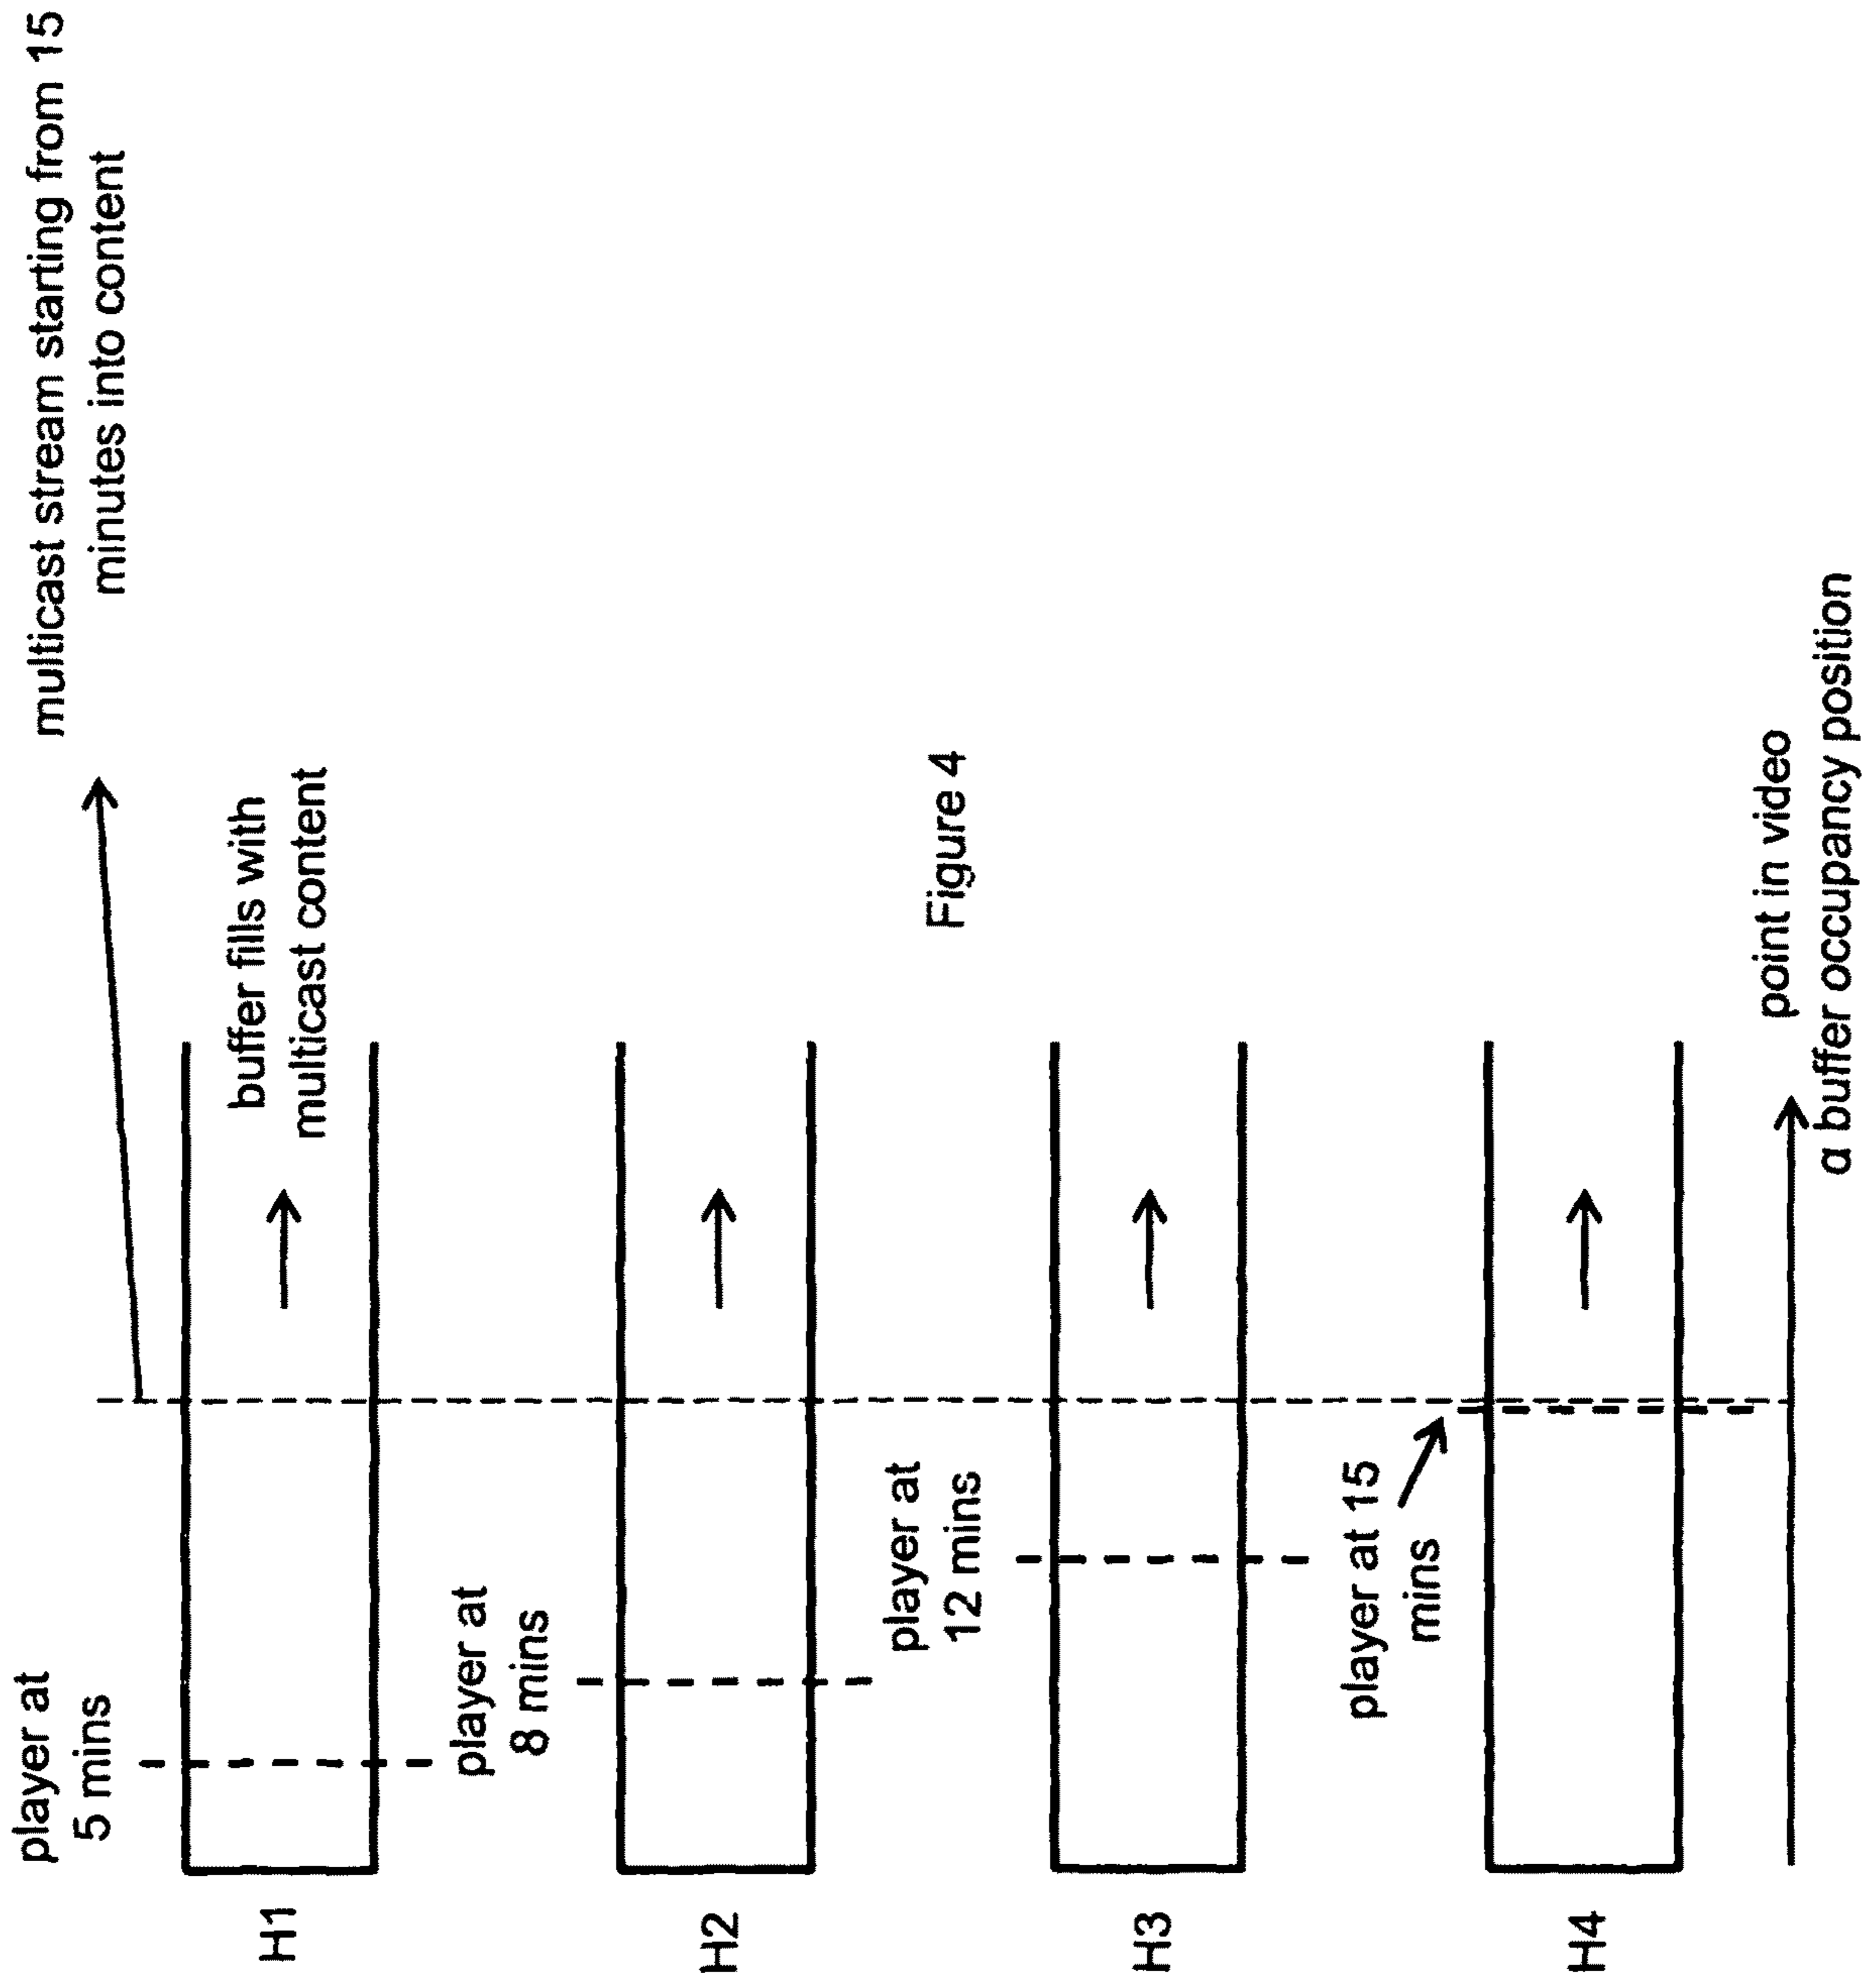 multicast stream starting from 15
minutes into content
player at
5 mins
H1
buffer fills with
multicast content
player at
8 mins
H2
player at
12 mins
H3
Figure 4
player at 15
mins
H4
point in video
a buffer occupancy position